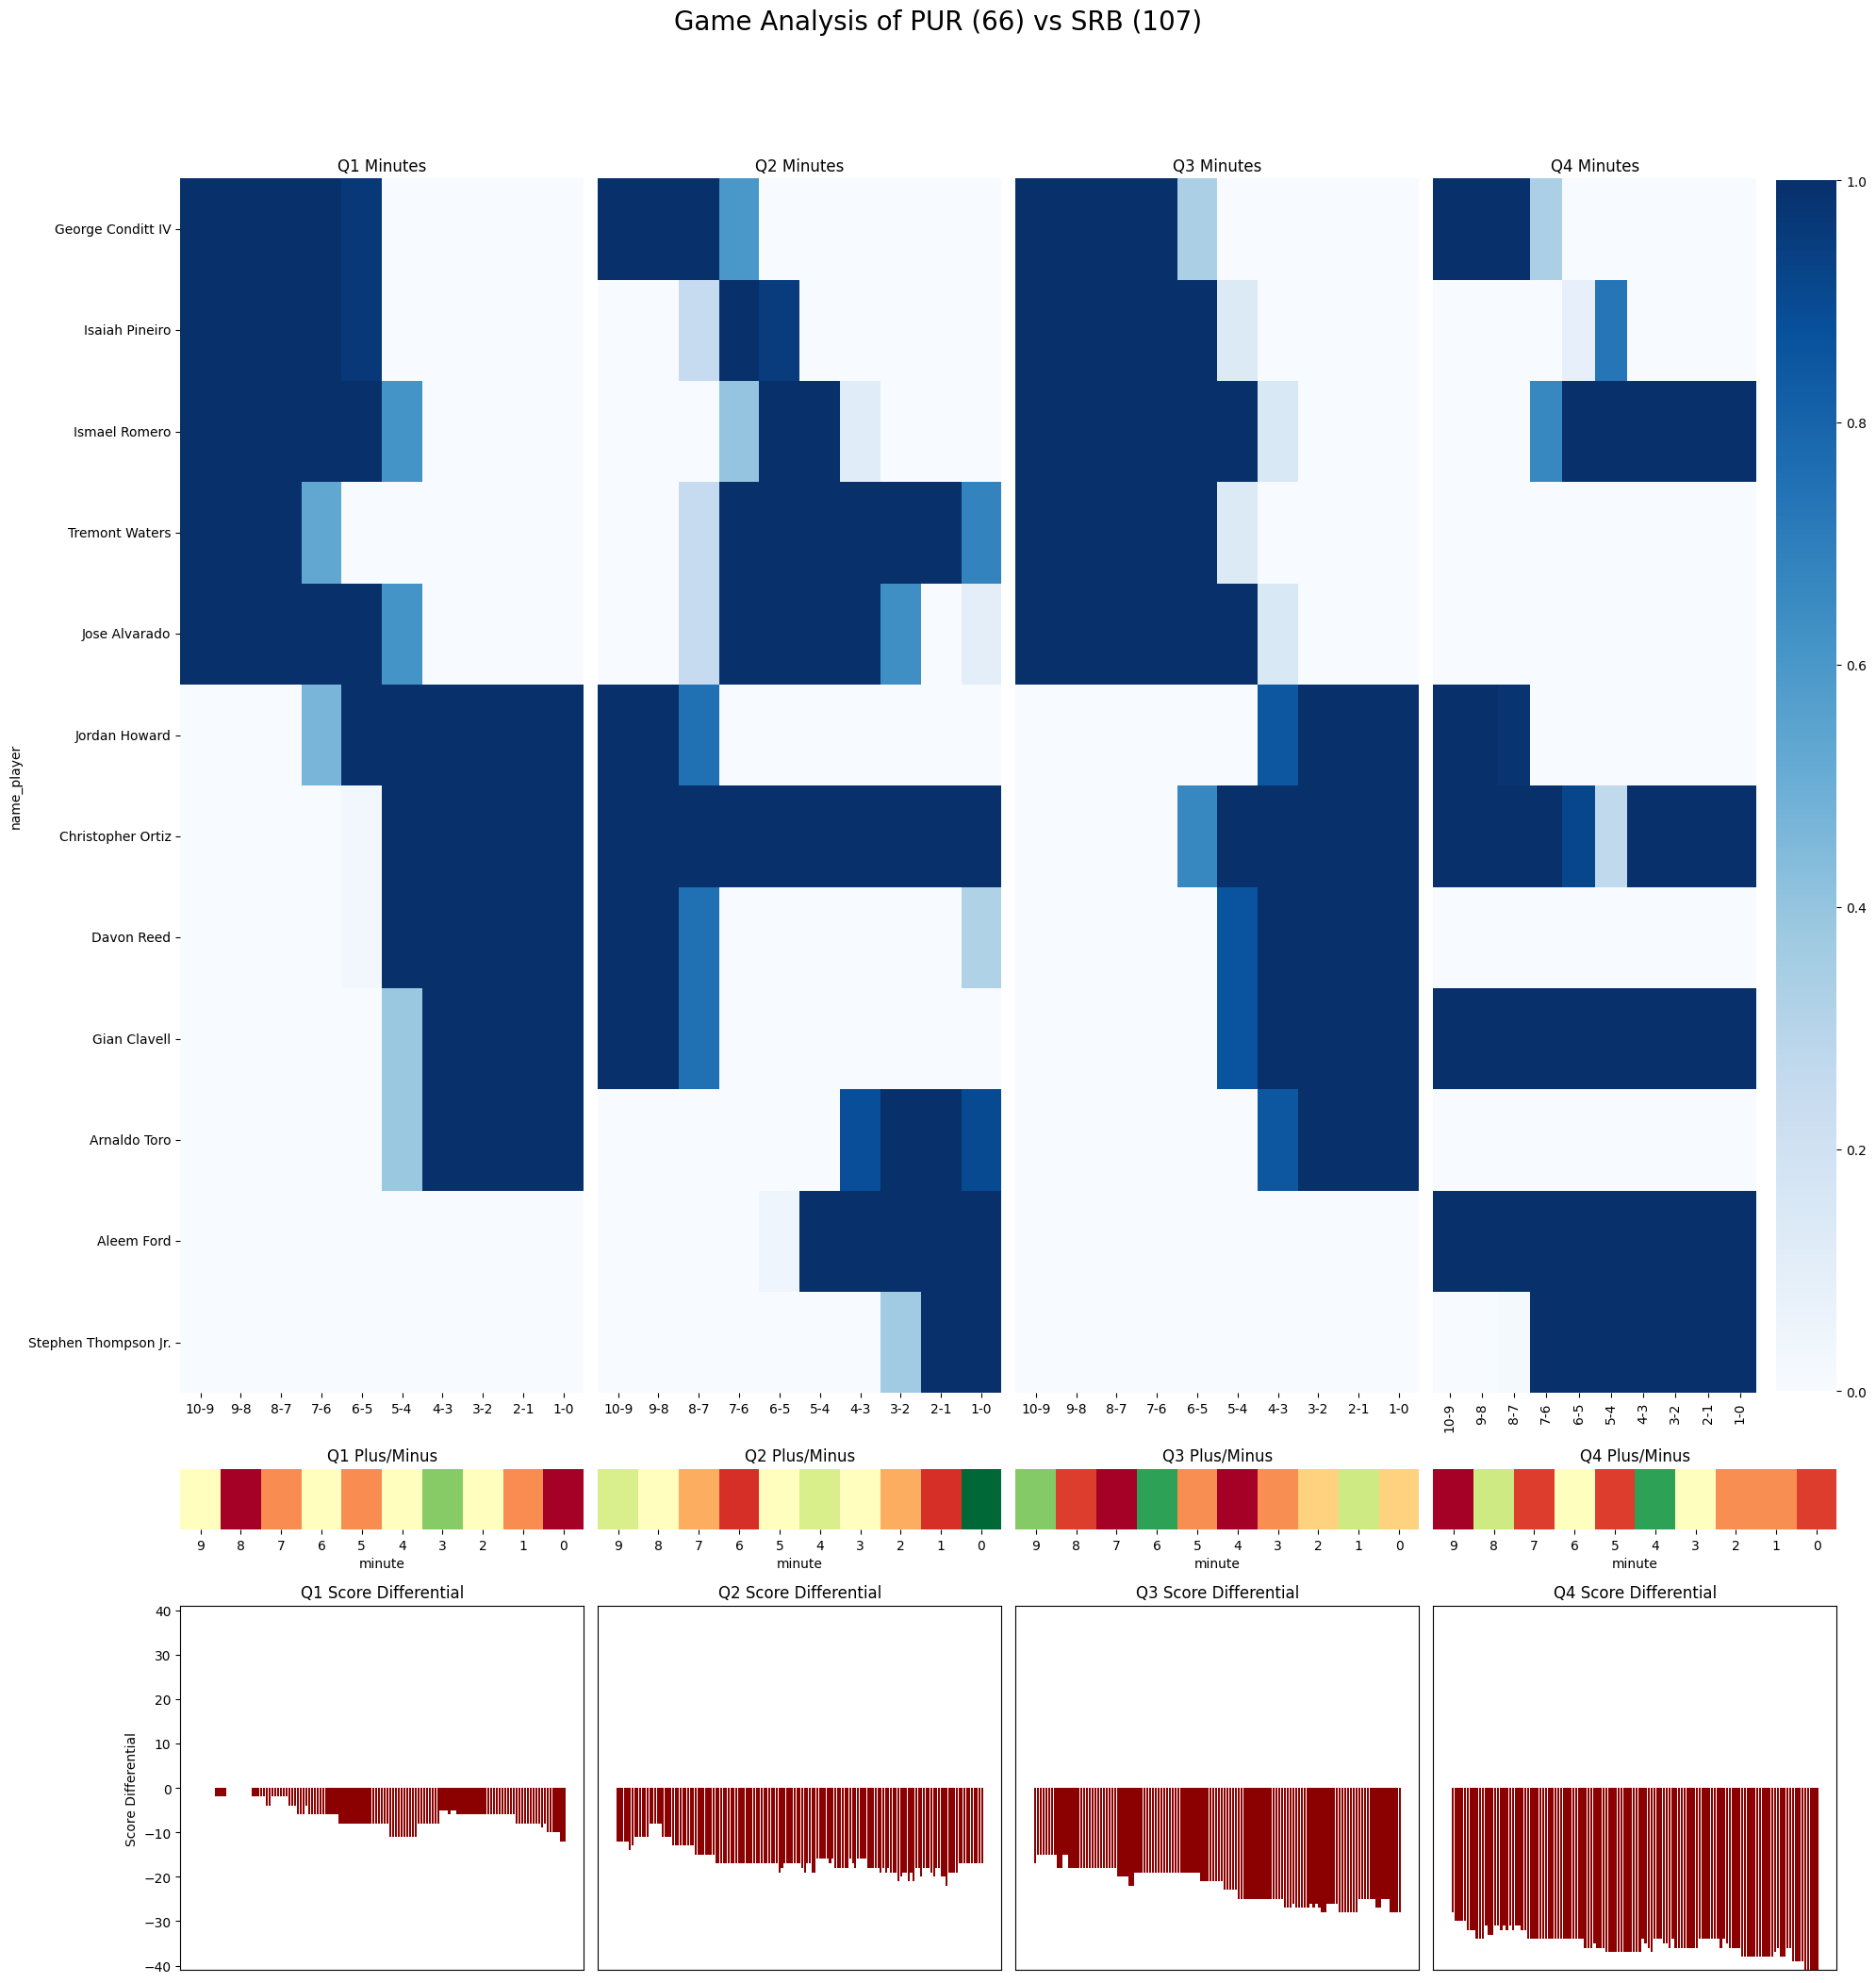 Game Analysis of PUR (66) vs SRB (107)
Q1 Minutes Q2 Minutes Q3 Minutes Q4 Minutes
name_player
George Conditt IV
Isaiah Pineiro
Ismael Romero
Tremont Waters
Jose Alvarado
Jordan Howard
Christopher Ortiz
Davon Reed
Gian Clavell
Arnaldo Toro
Aleem Ford
Stephen Thompson Jr.
1.0
0.8
0.6
0.4
0.2
0.0
10-9 9-8 8-7 7-6 6-5 5-4 4-3 3-2 2-1 1-0 10-9 9-8 8-7 7-6 6-5 5-4 4-3 3-2 2-1 1-0 10-9 9-8 8-7 7-6 6-5 5-4 4-3 3-2 2-1 1-0 10-9 9-8 8-7 7-6 6-5 5-4 4-3 3-2 2-1 1-0
Q1 Plus/Minus Q2 Plus/Minus Q3 Plus/Minus Q4 Plus/Minus
9 8 7 6 5 4 3 2 1 0 9 8 7 6 5 4 3 2 1 0 9 8 7 6 5 4 3 2 1 0 9 8 7 6 5 4 3 2 1 0
minute minute minute minute
Q1 Score Differential Q2 Score Differential Q3 Score Differential Q4 Score Differential
Score Differential
40
30
20
10
0
−10
−20
−30
−40